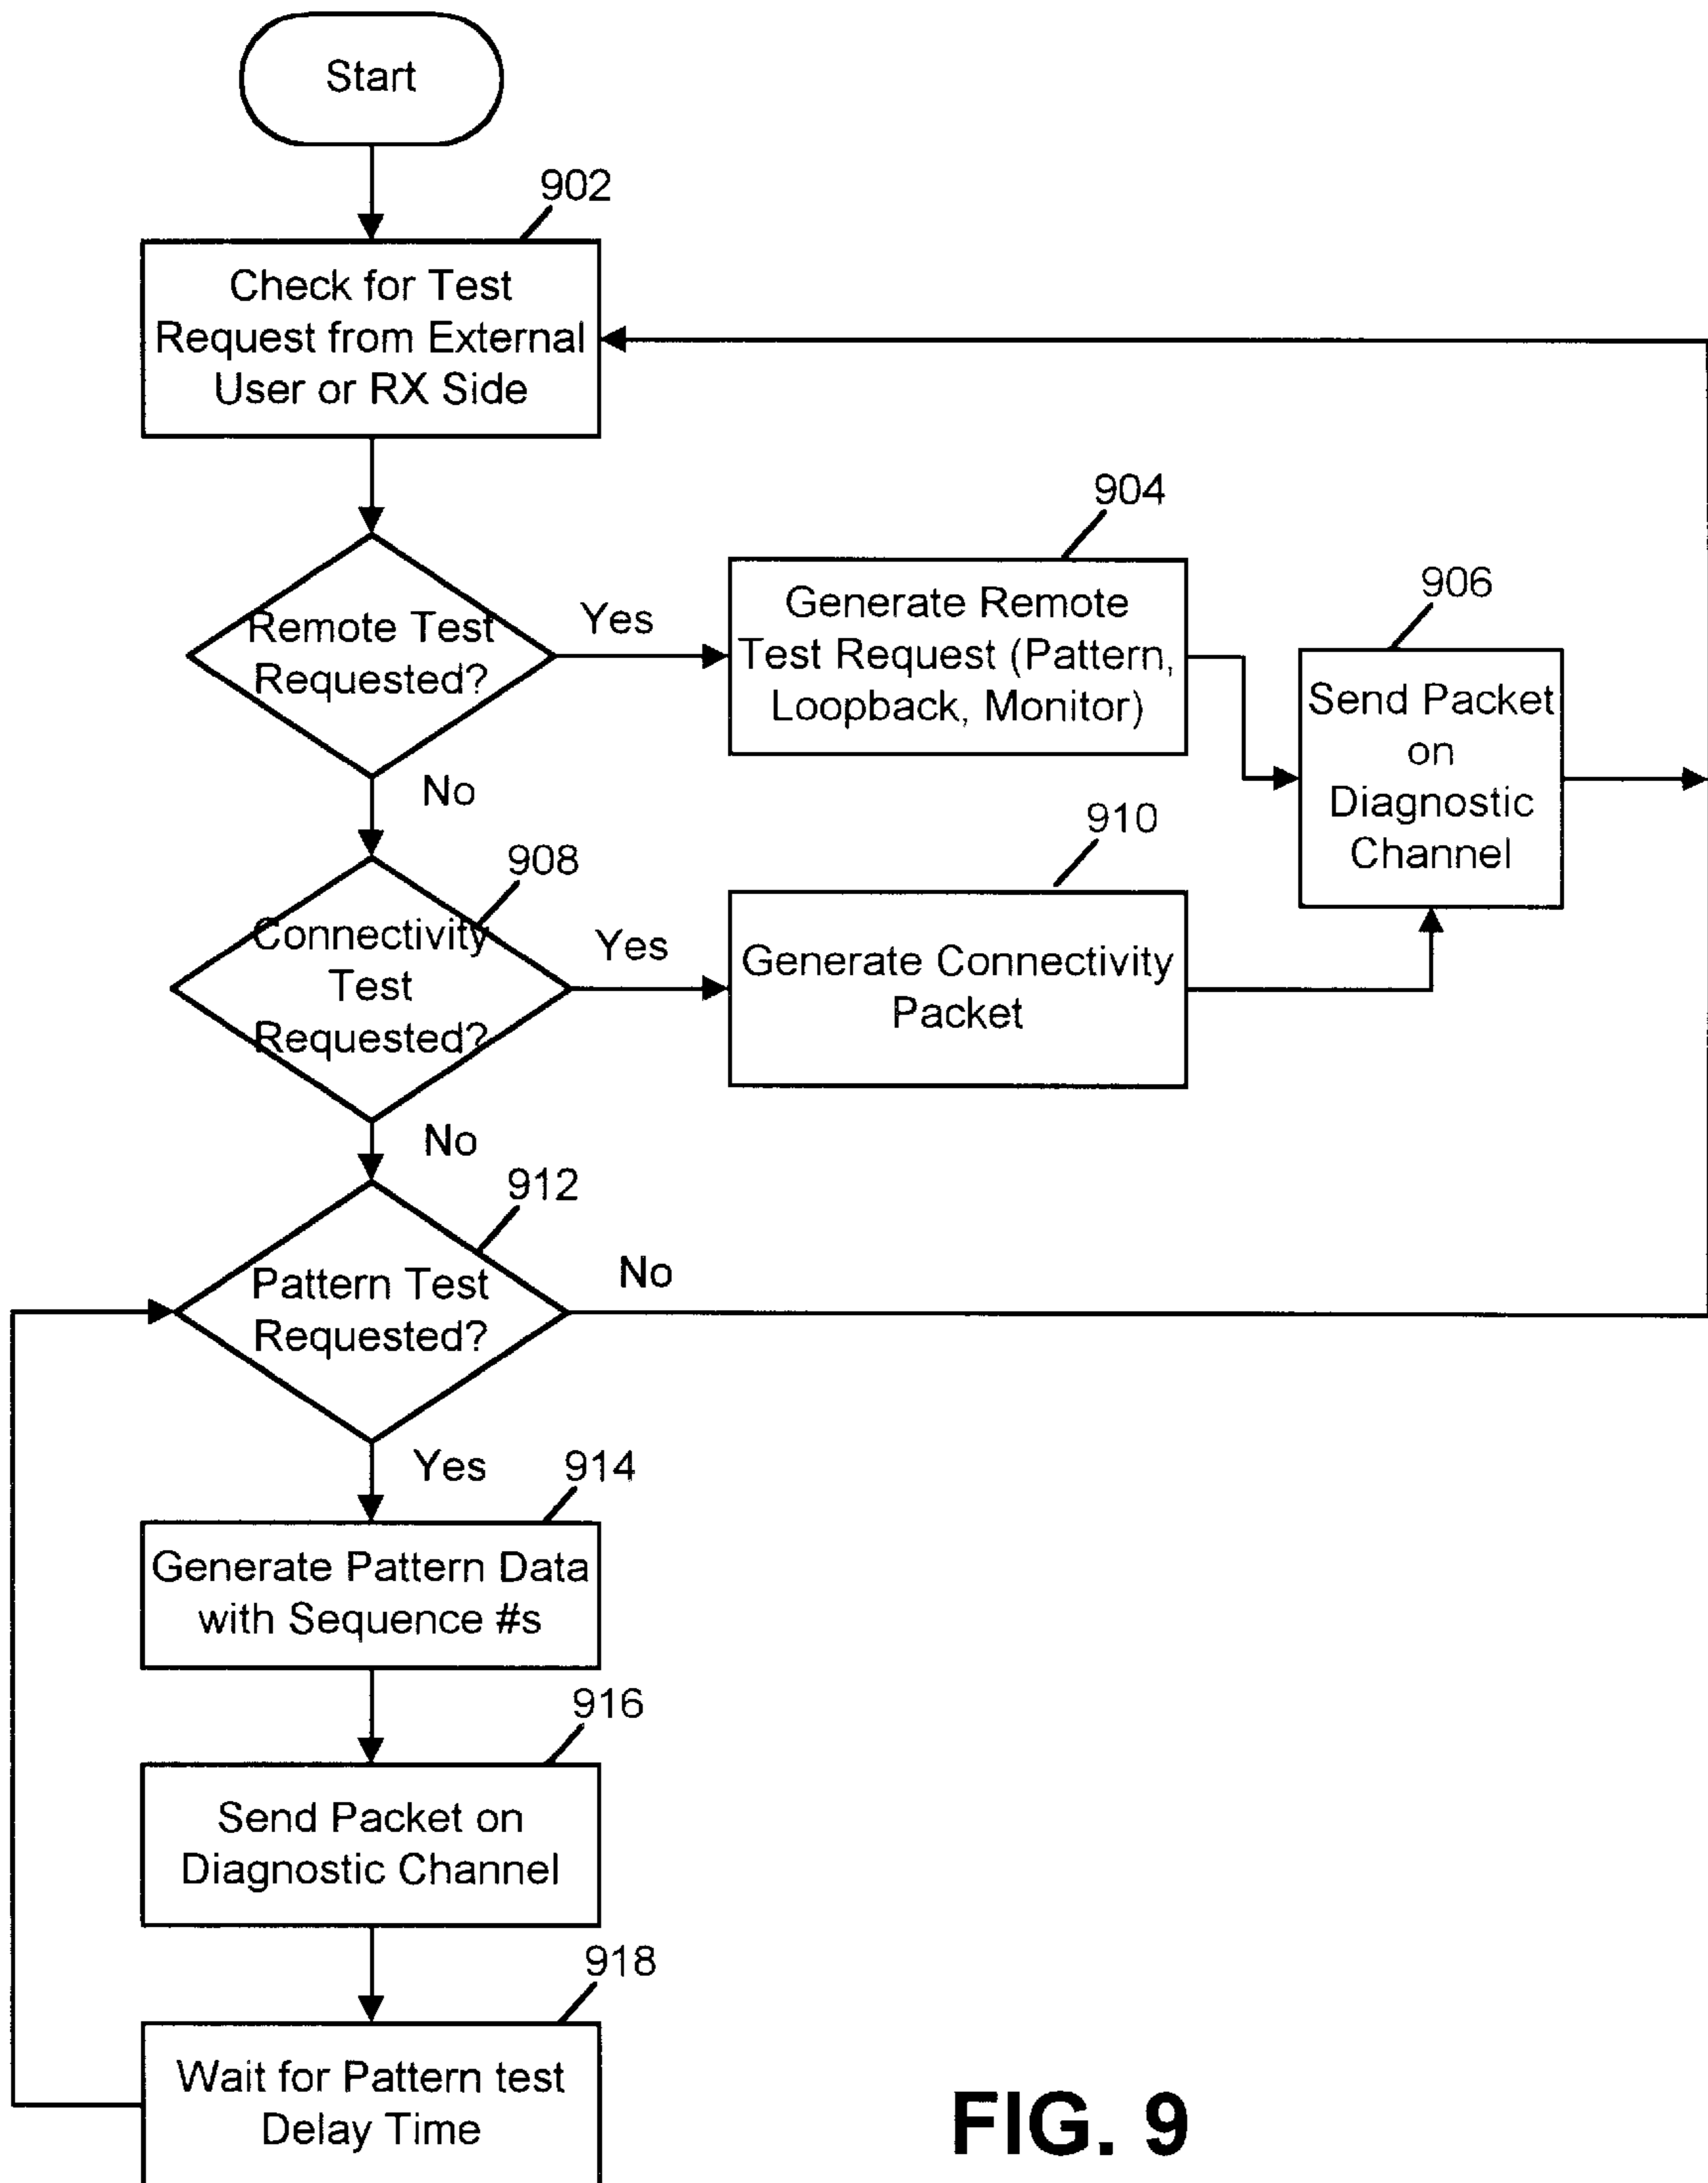 Start
902
Check for Test
Request from External
User or RX Side
904
Remote Test
Requested?
Yes
Generate Remote
Test Request (Pattern,
Loopback, Monitor)
906
Send Packet
on
Diagnostic
Channel
No
908
Connectivity
Test
Requested?
Yes
910
Generate Connectivity
Packet
No
912
Pattern Test
Requested?
No
Yes
914
Generate Pattern Data
with Sequence #s
916
Send Packet on
Diagnostic Channel
918
Wait for Pattern test
Delay Time
FIG. 9